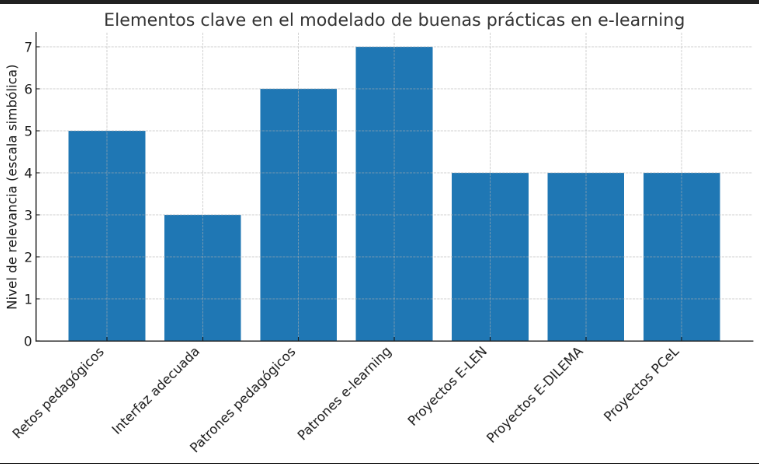 Elementos clave en el modelado de buenas prácticas en e-learning
Nivel de relevancia (escala simbólica)
7
6
5
4
3
2
1
0
Retos pedagógicos
Interfaz adecuada
Patrones pedagógicos
Patrones e-learning
Proyectos E-LEN
Proyectos E-DILEMA
Proyectos PCeL